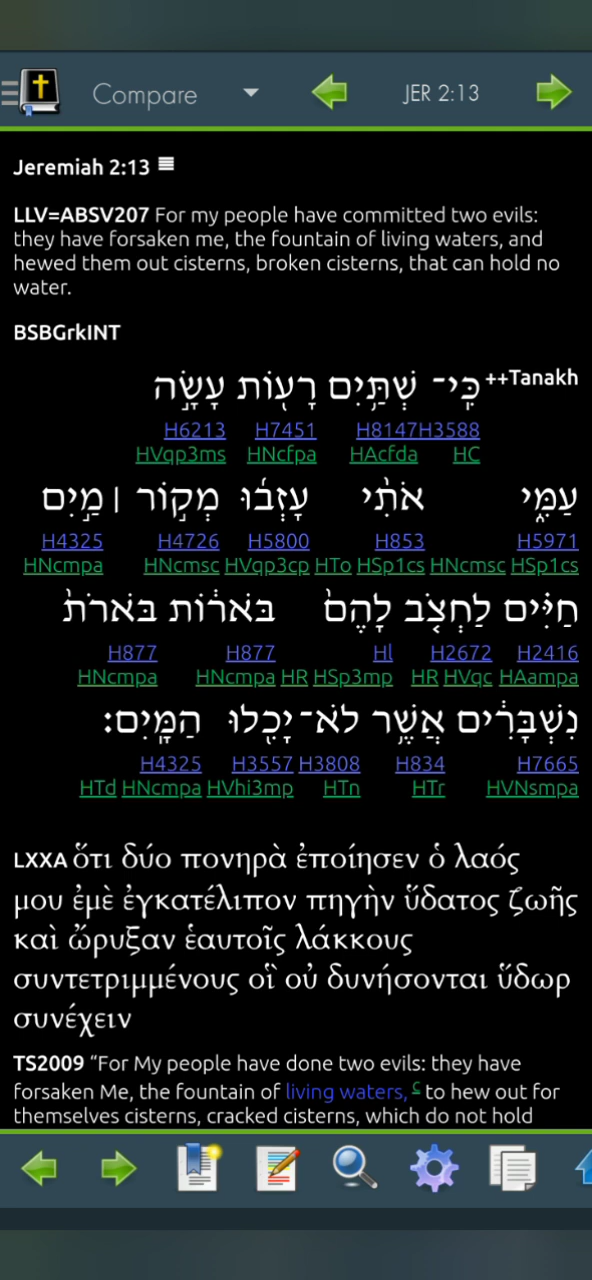 Compare
JER 2:13
Jeremiah 2:13
LLV=ABSV207 For my people have committed two evils:
they have forsaken me, the fountain of living waters, and
hewed them out cisterns, broken cisterns, that can hold no
water.
BSBGrkINT
++Tanakh כִּֽי־ שְׁתַּ֥יִם רָע֖וֹת עָשָׂ֣ה
H6213 H7451 H8147H3588
HVqp3ms HNcfpa HAcfda HC
עַמִּ֑י אֹתִ֨י עָזְב֜וּ מְק֣וֹר ׀ מַ֣יִם
H4325 H4726 H5800 H853 H5971
HNcmpa HNcmsc HVqp3cp HTo HSp1cs HNcmsc HSp1cs
חַיִּ֗ים לַחְצֹ֤ב לָהֶם֙ בֹּאר֔וֹת בֹּארֹת֙
H877 H877 Hl H2672 H2416
HNcmpa HNcmpa HR HSp3mp HR HVqc HAampa
נִשְׁבָּרִ֔ים אֲשֶׁ֥ר לֹא־ יָכִ֖לוּ הַמָּֽיִם׃
H4325 H3557 H3808 H834 H7665
HTd HNcmpa HVhi3mp HTn HTr HVNsmpa
LXXA ὅτι δύο πονηρὰ ἐποίησεν ὁ λαός
μου ἐμὲ ἐγκατέλιπον πηγὴν ὕδατος ζωῆς
καὶ ὤρυξαν ἑαυτοῖς λάκκους
συντετριμμένους οἳ οὐ δυνήσονται ὕδωρ
συνέχειν
TS2009 “For My people have done two evils: they have
forsaken Me, the fountain of living waters, c to hew out for
themselves cisterns, cracked cisterns, which do not hold